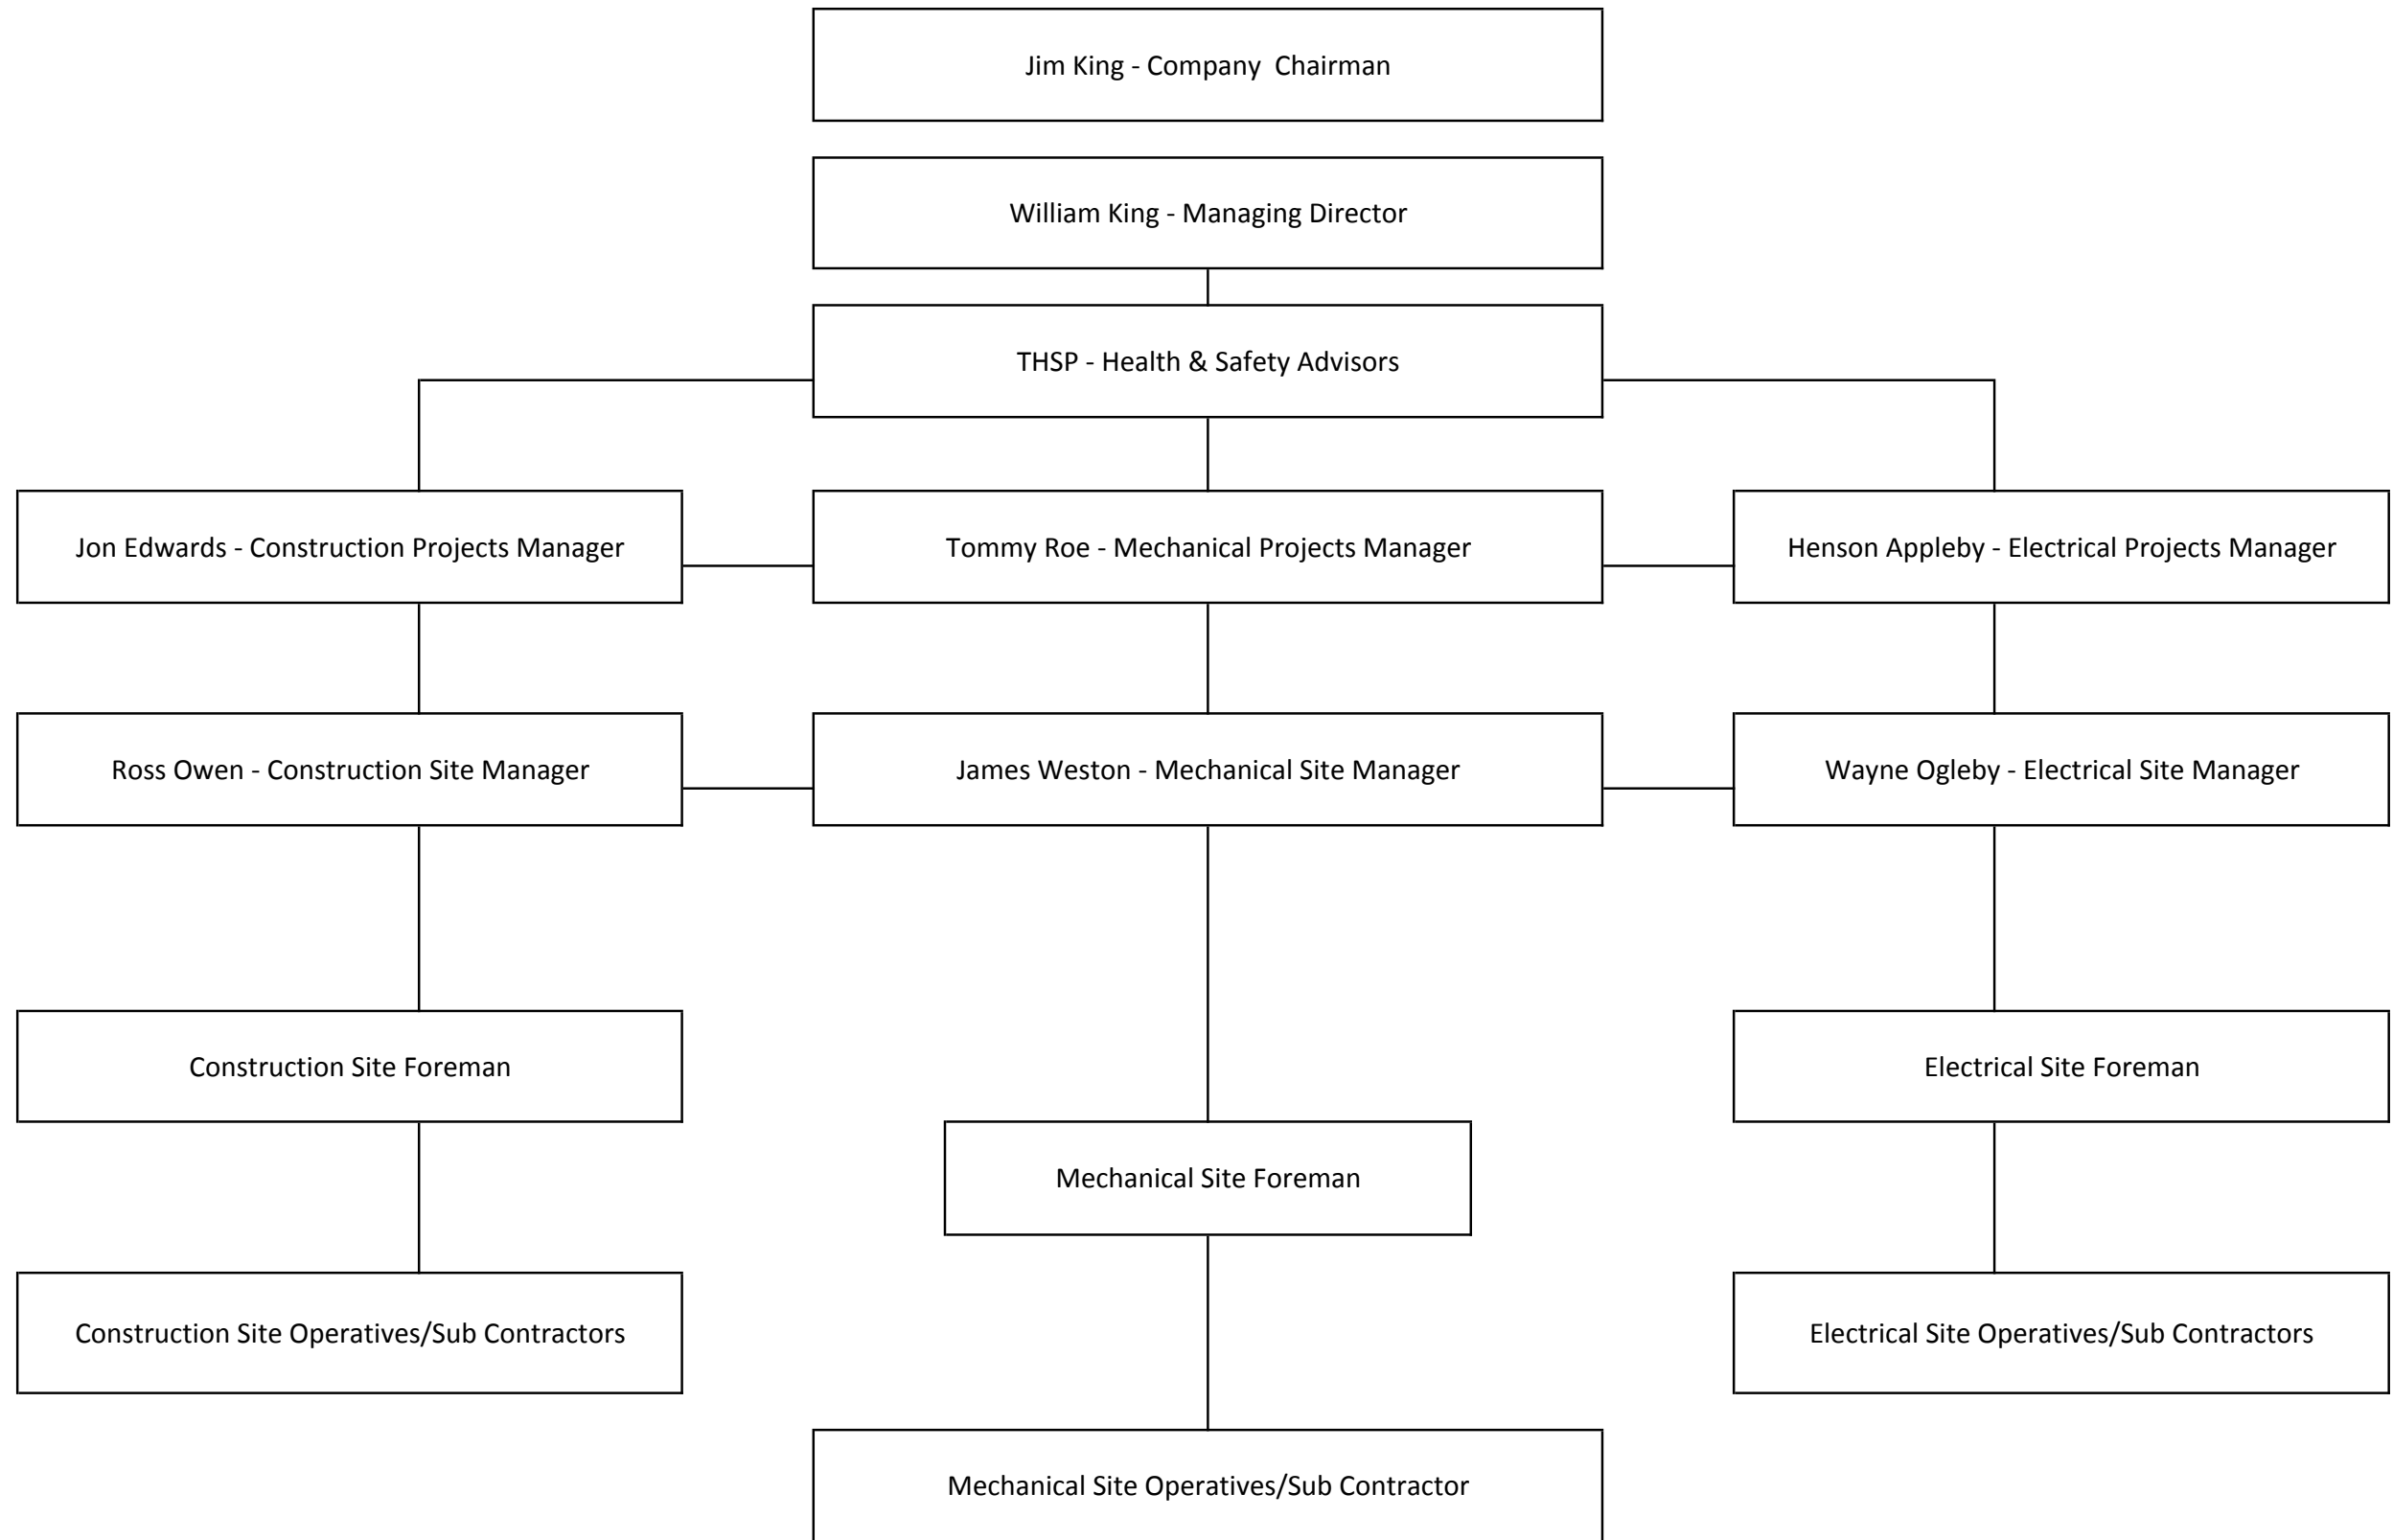 Jim King - Company  Chairman
William King - Managing Director
THSP - Health & Safety Advisors
Jon Edwards - Construction Projects Manager
Tommy Roe - Mechanical Projects Manager
Henson Appleby - Electrical Projects Manager
Ross Owen - Construction Site Manager
James Weston - Mechanical Site Manager
Wayne Ogleby - Electrical Site Manager
Construction Site Foreman
Electrical Site Foreman
Mechanical Site Foreman
Construction Site Operatives/Sub Contractors
Electrical Site Operatives/Sub Contractors
Mechanical Site Operatives/Sub Contractor